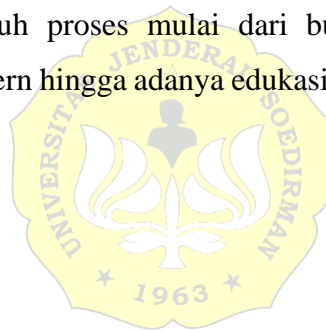 uh proses mulai dari bu
ern hingga adanya edukasi
UNIVERSITAS JENDERAL SOEDIRMAN
1963